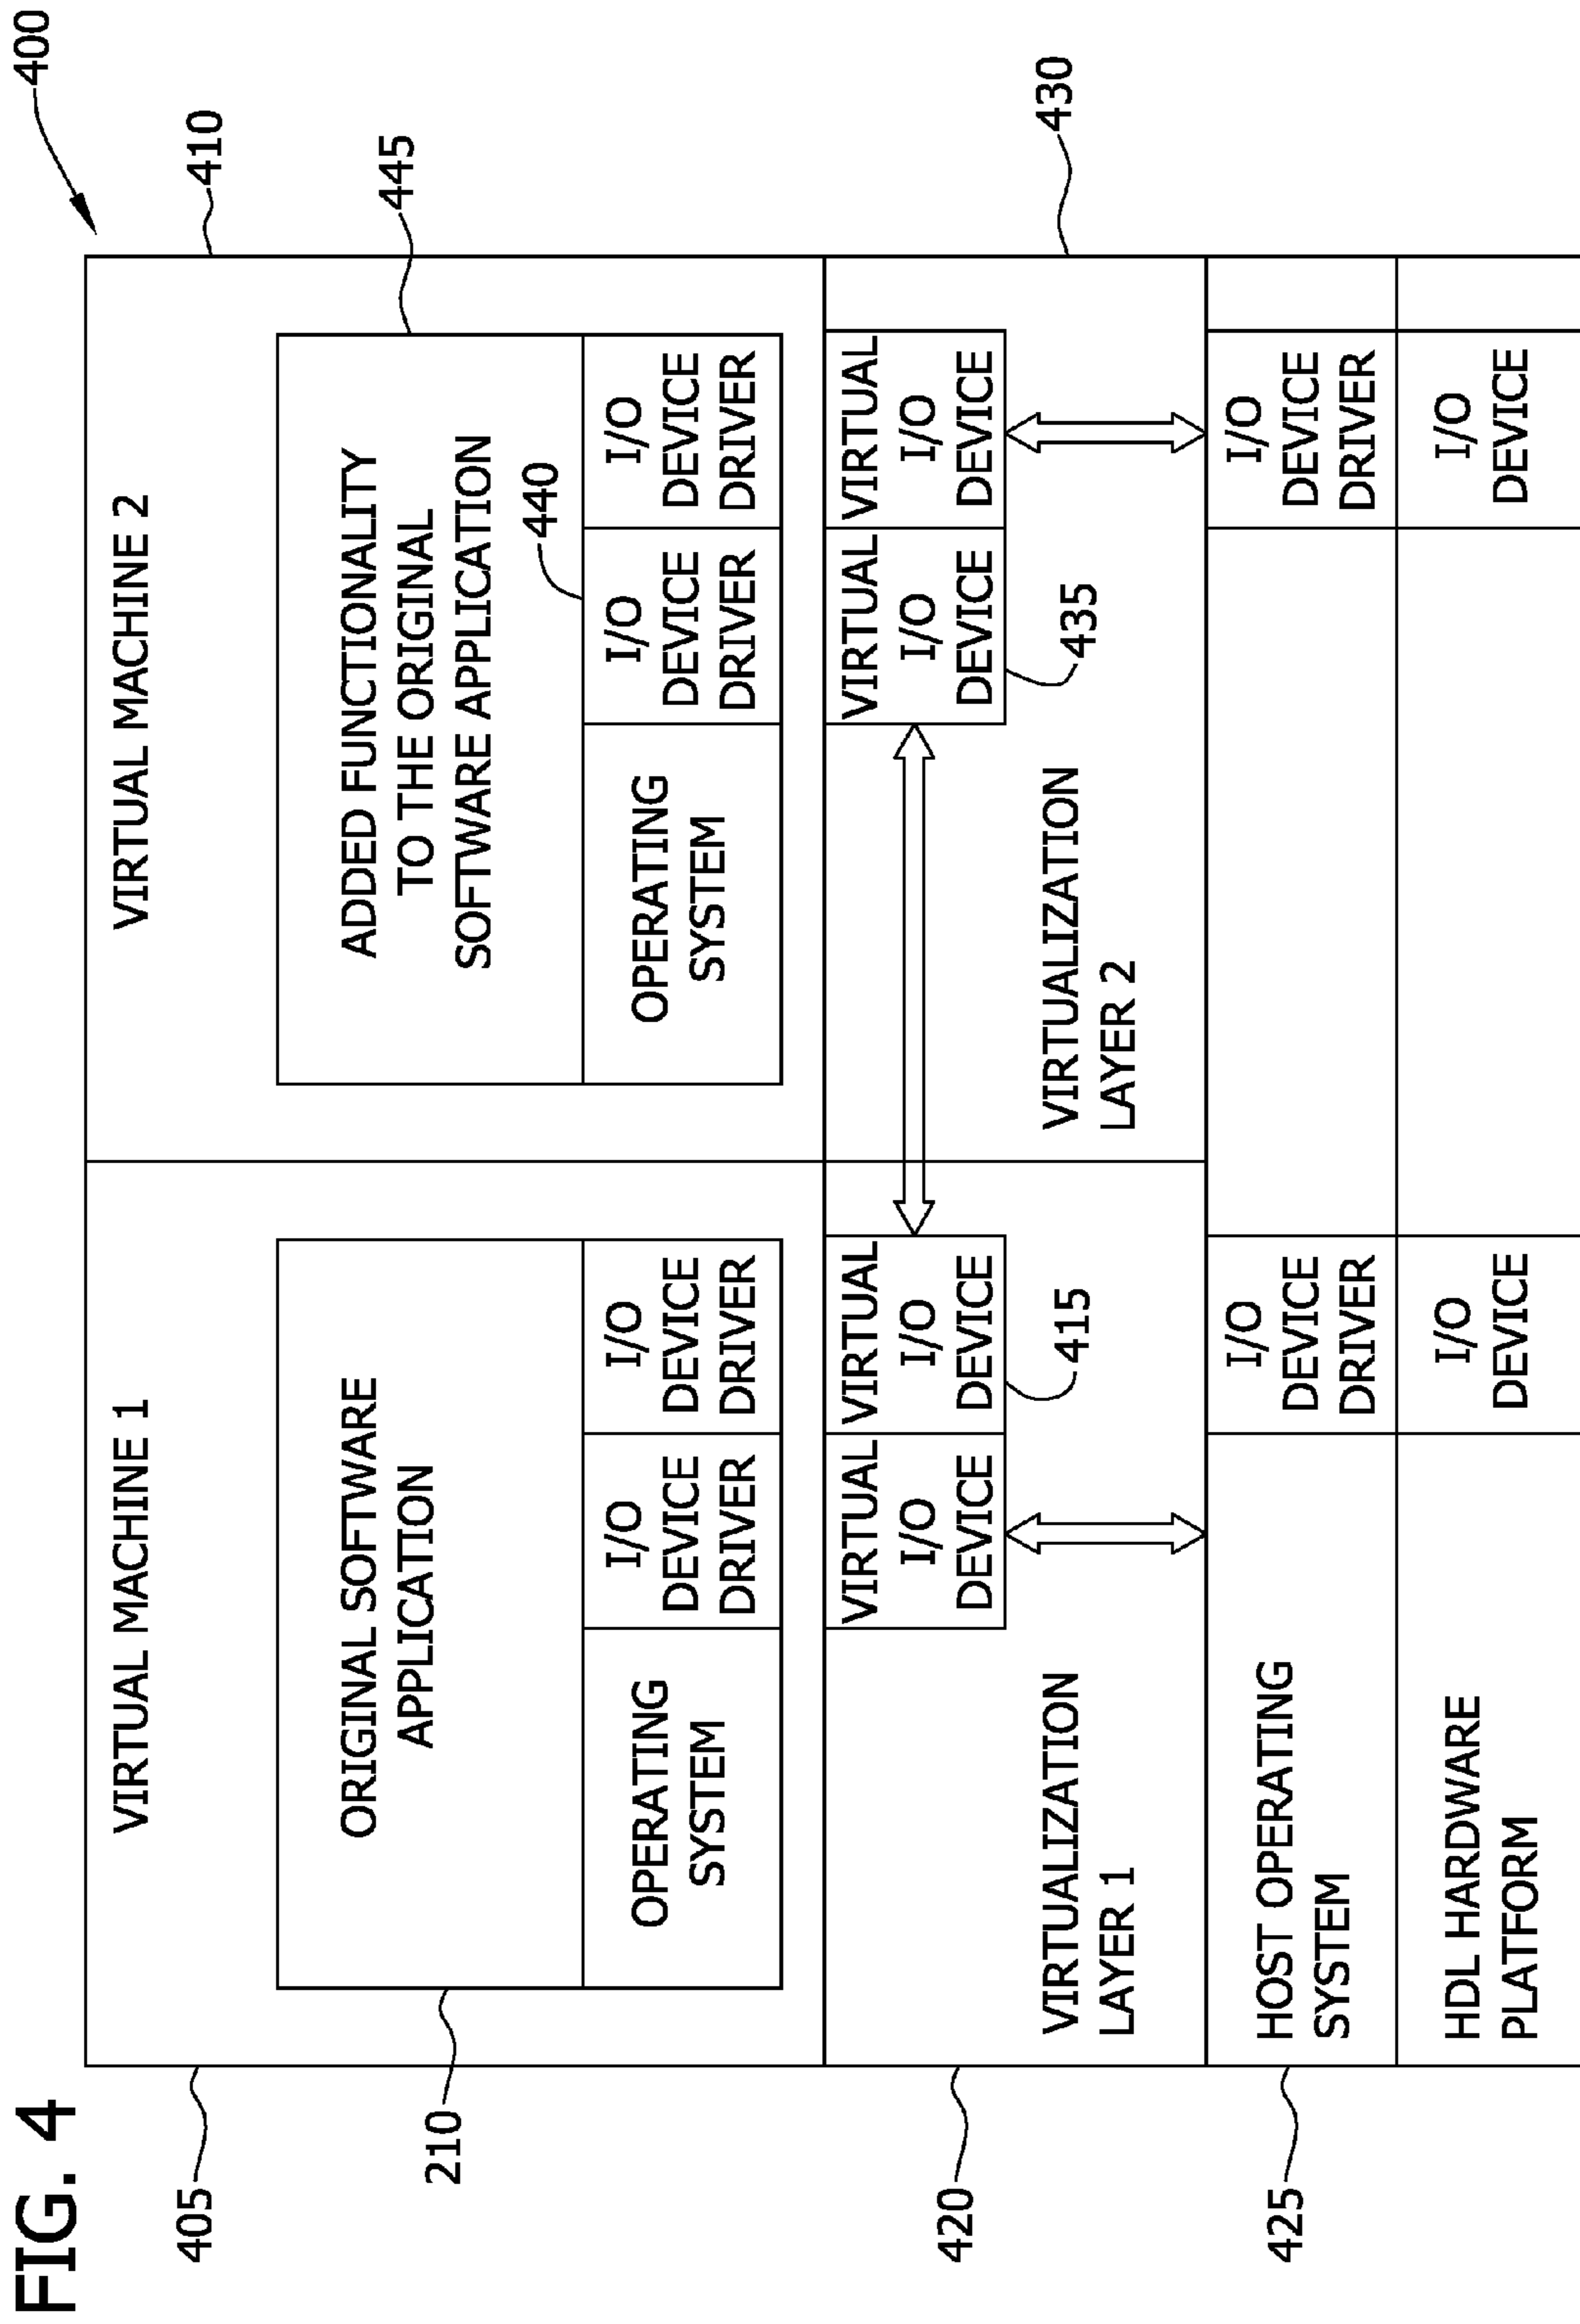 FIG. 4
400
405
410
VIRTUAL MACHINE 1
VIRTUAL MACHINE 2
210
445
ORIGINAL SOFTWARE
APPLICATION
ADDED FUNCTIONALITY
TO THE ORIGINAL
SOFTWARE APPLICATION
440
OPERATING
SYSTEM
I/O
DEVICE
DRIVER
I/O
DEVICE
DRIVER
OPERATING
SYSTEM
I/O
DEVICE
DRIVER
I/O
DEVICE
DRIVER
420
430
VIRTUAL
I/O
DEVICE
VIRTUAL
I/O
DEVICE
415
VIRTUALIZATION
LAYER 1
VIRTUAL
I/O
DEVICE
VIRTUAL
I/O
DEVICE
435
VIRTUALIZATION
LAYER 2
425
HOST OPERATING
SYSTEM
I/O
DEVICE
DRIVER
I/O
DEVICE
DRIVER
HDL HARDWARE
PLATFORM
I/O
DEVICE
I/O
DEVICE